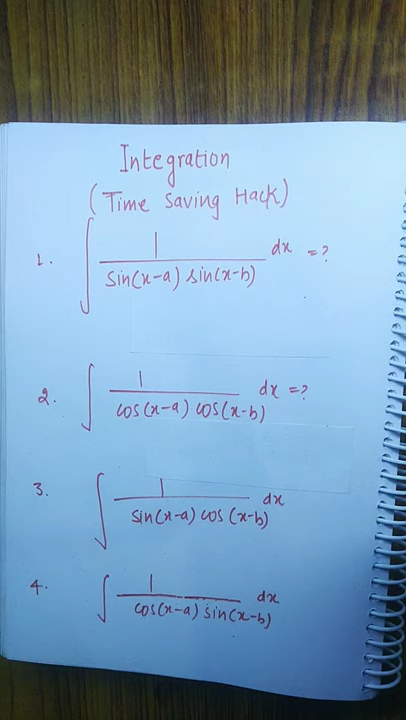 Integration
(Time Saving Hack)
1. ∫ 1 / sin(x-a) sin(x-b) dx = ?
2. ∫ 1 / cos(x-a) cos(x-b) dx = ?
3. ∫ 1 / sin(x-a) cos(x-b) dx
4. ∫ 1 / cos(x-a) sin(x-b) dx